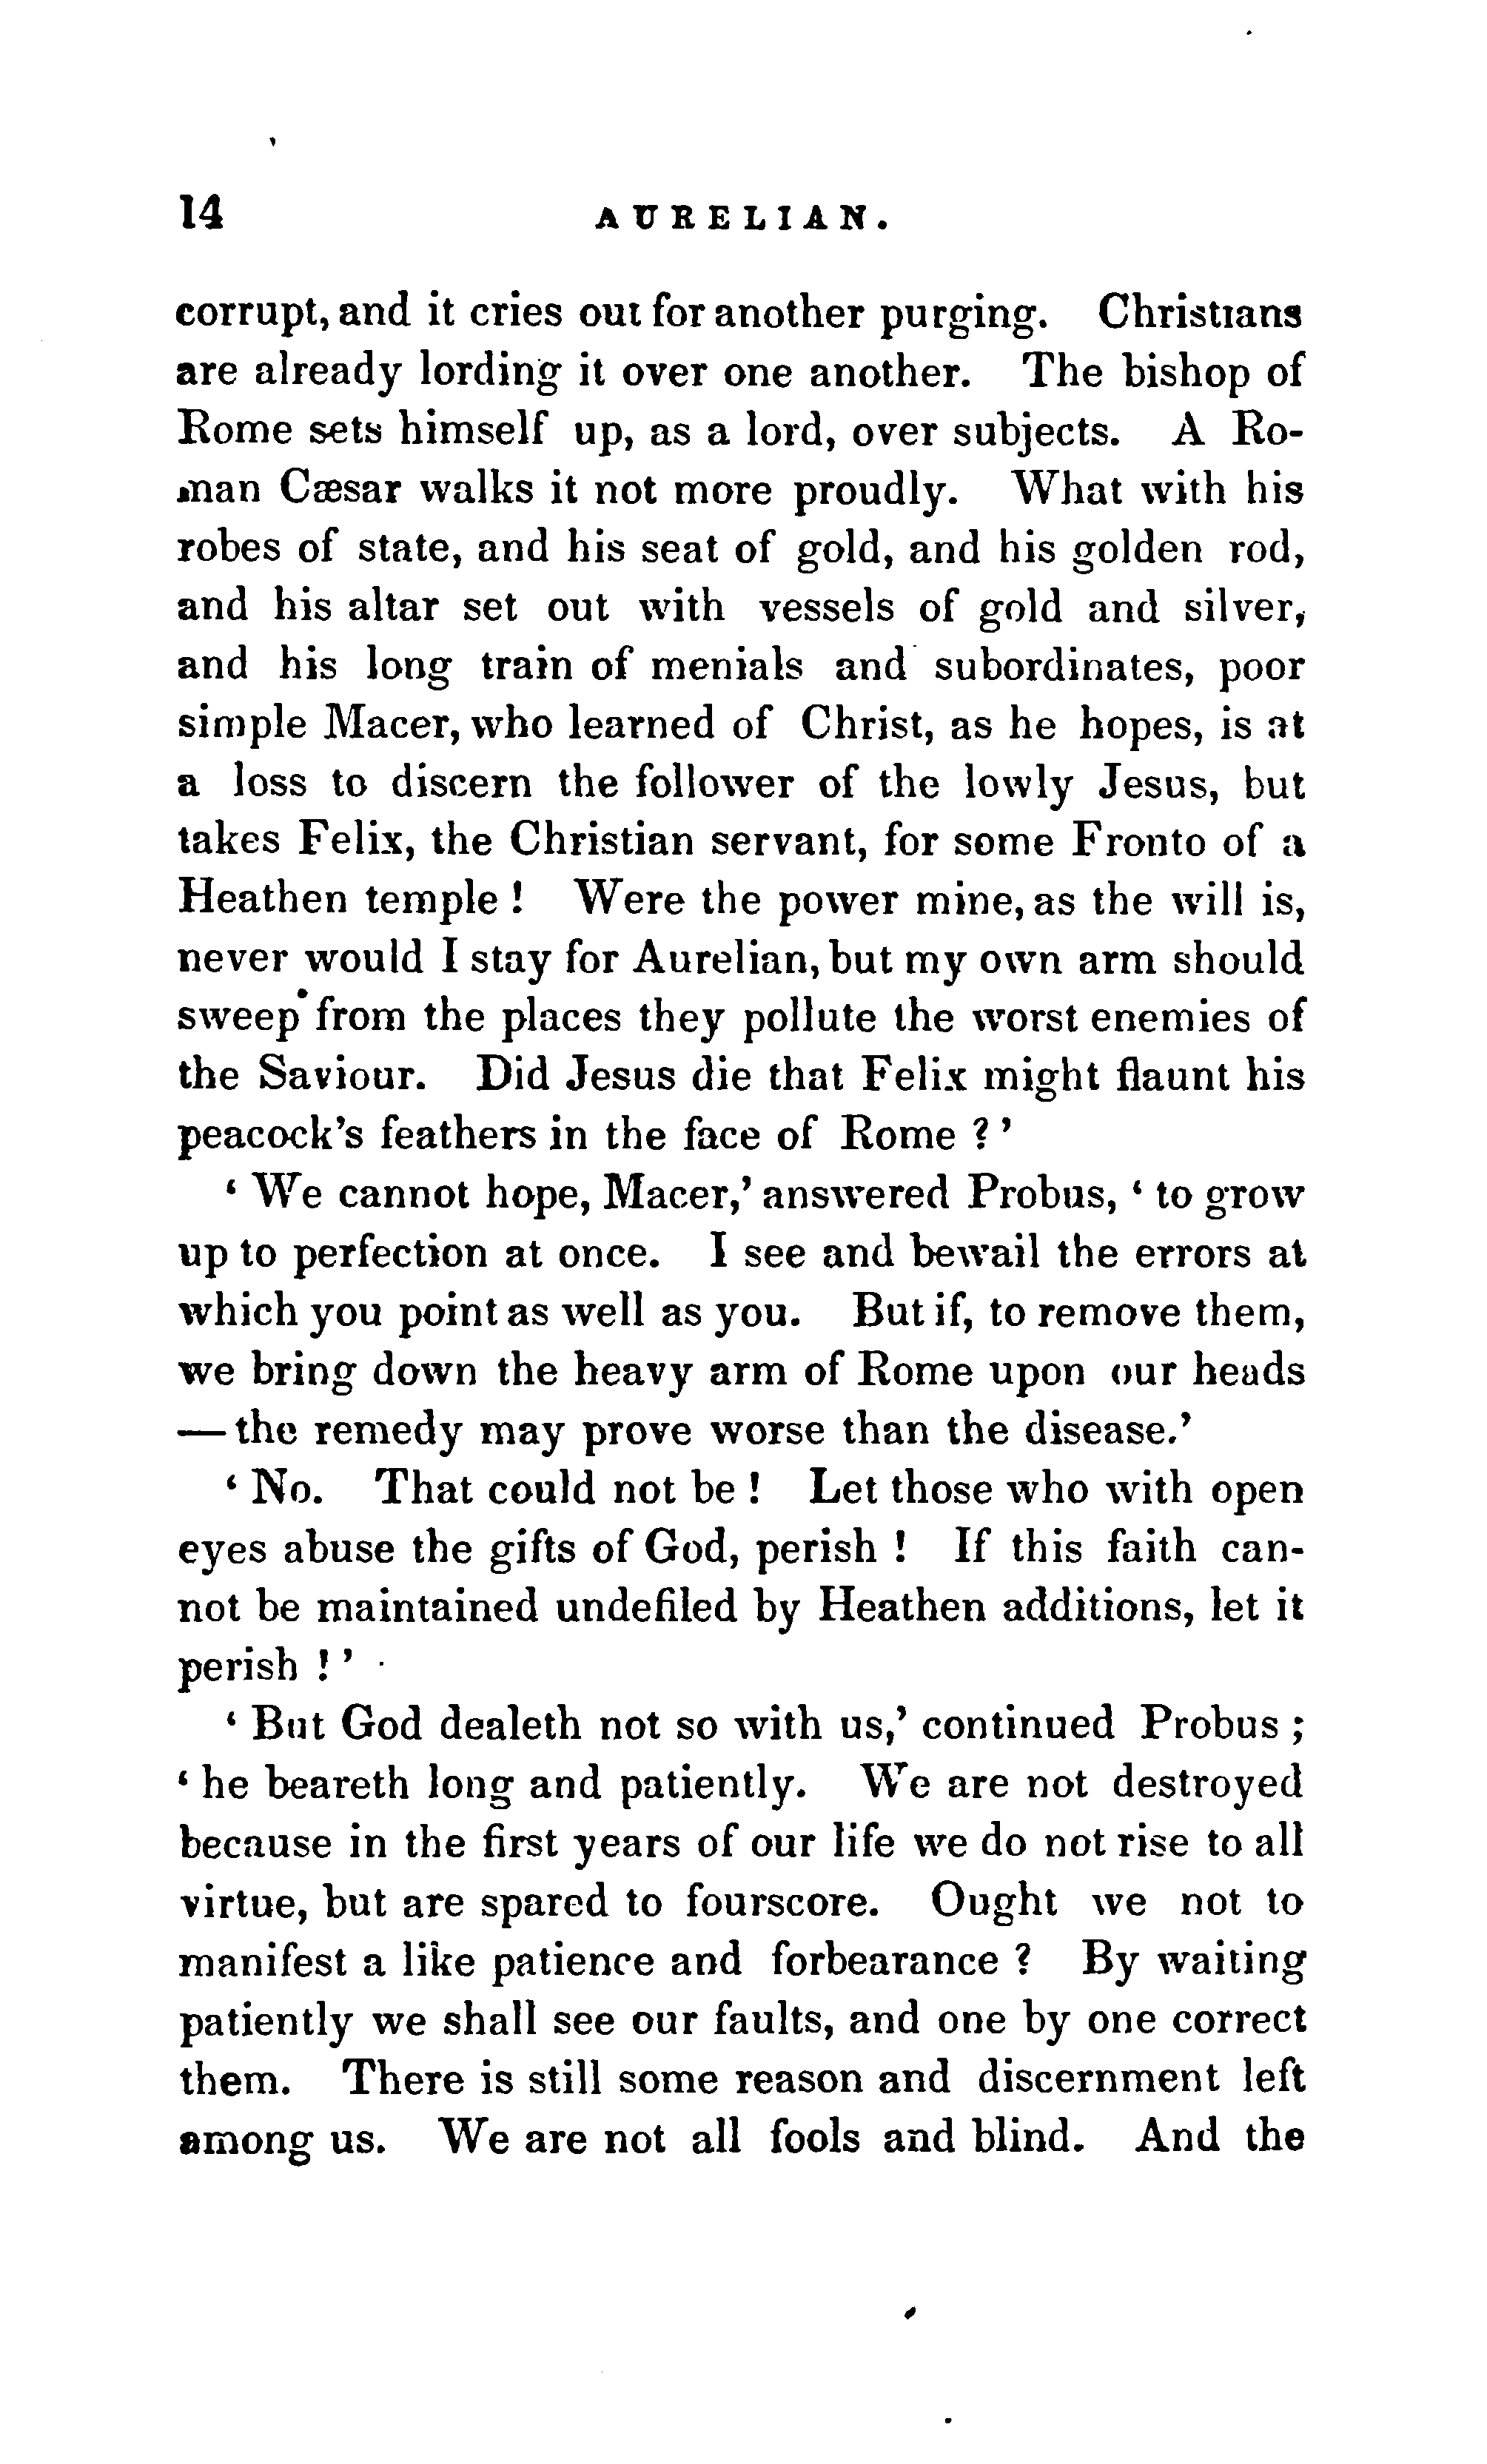 14 AURELIAN.
corrupt, and it cries out for another purging. Christians
are already lording it over one another. The bishop of
Rome sets himself up, as a lord, over subjects. A Ro-
man Cæsar walks it not more proudly. What with his
robes of state, and his seat of gold, and his golden rod,
and his altar set out with vessels of gold and silver,
and his long train of menials and subordinates, poor
simple Macer, who learned of Christ, as he hopes, is at
a loss to discern the follower of the lowly Jesus, but
takes Felix, the Christian servant, for some Fronto of a
Heathen temple ! Were the power mine, as the will is,
never would I stay for Aurelian, but my own arm should
sweep from the places they pollute the worst enemies of
the Saviour. Did Jesus die that Felix might flaunt his
peacock's feathers in the face of Rome ?'
‘ We cannot hope, Macer,’ answered Probus, ‘ to grow
up to perfection at once. I see and bewail the errors at
which you point as well as you. But if, to remove them,
we bring down the heavy arm of Rome upon our heads
— the remedy may prove worse than the disease.’
‘ No. That could not be ! Let those who with open
eyes abuse the gifts of God, perish ! If this faith can-
not be maintained undefiled by Heathen additions, let it
perish ! ’
‘ But God dealeth not so with us,’ continued Probus ;
‘ he beareth long and patiently. We are not destroyed
because in the first years of our life we do not rise to all
virtue, but are spared to fourscore. Ought we not to
manifest a like patience and forbearance ? By waiting
patiently we shall see our faults, and one by one correct
them. There is still some reason and discernment left
among us. We are not all fools and blind. And the